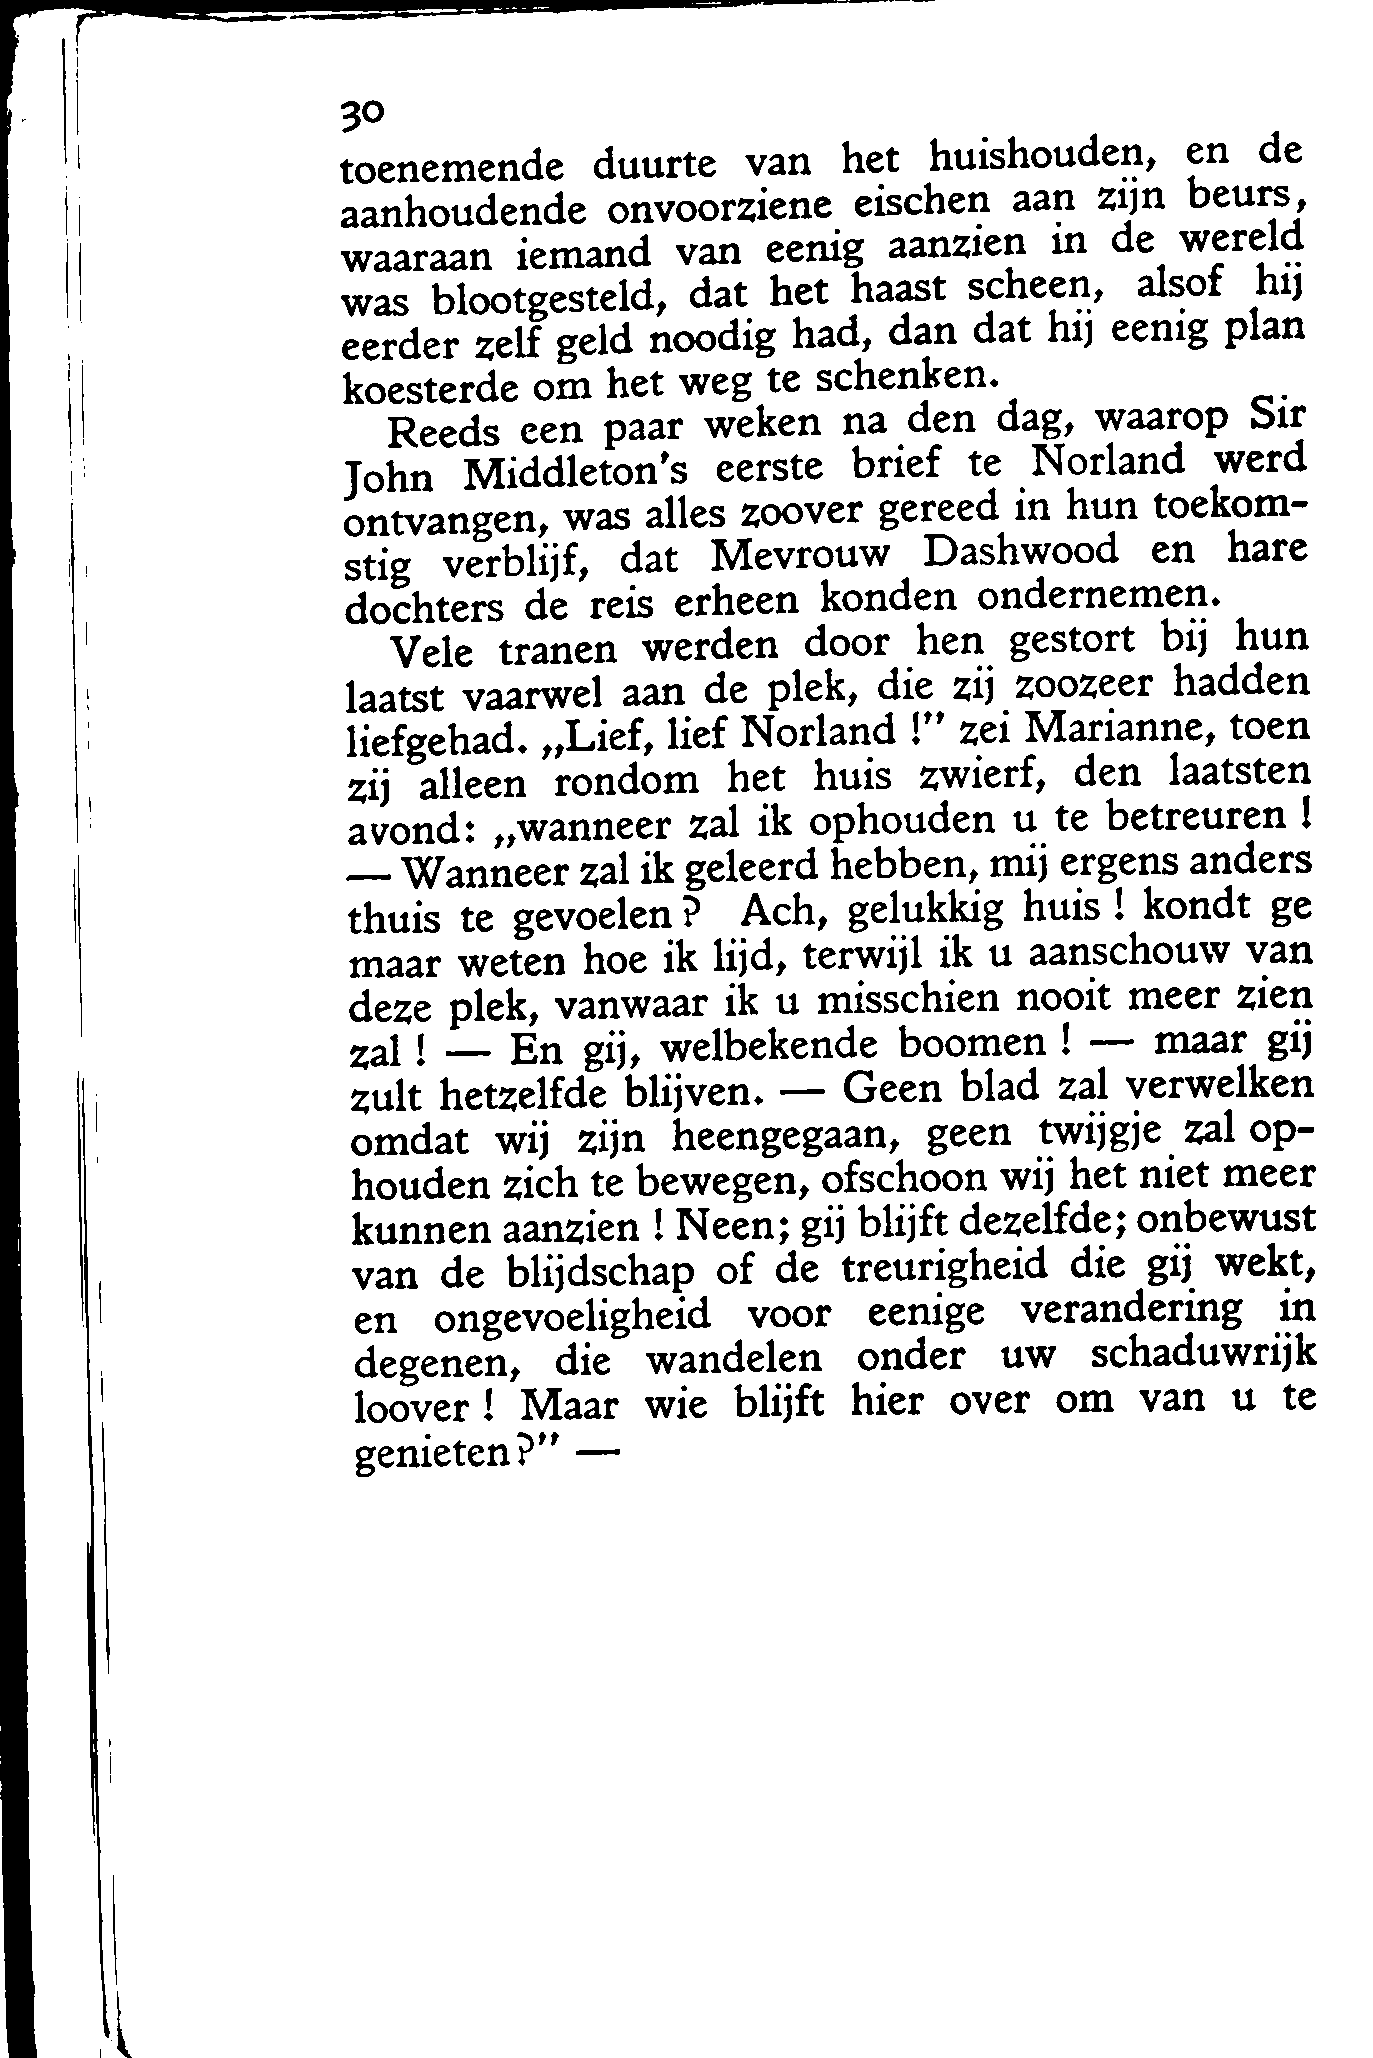 30
toenemende duurte van het huishouden, en de
aanhoudende onvoorziene eischen aan zijn beurs,
waaraan iemand van eenig aanzien in de wereld
was blootgesteld, dat het haast scheen, alsof hij
eerder zelf geld noodig had, dan dat hij eenig plan
koesterde om het weg te schenken.
Reeds een paar weken na den dag, waarop Sir
John Middleton's eerste brief te Norland werd
ontvangen, was alles zoover gereed in hun toekom-
stig verblijf, dat Mevrouw Dashwood en hare
dochters de reis erheen konden ondernemen.
Vele tranen werden door hen gestort bij hun
laatst vaarwel aan de plek, die zij zoozeer hadden
liefgehad. „Lief, lief Norland !" zei Marianne, toen
zij alleen rondom het huis zwierf, den laatsten
avond: „wanneer zal ik ophouden u te betreuren !
— Wanneer zal ik geleerd hebben, mij ergens anders
thuis te gevoelen ? Ach, gelukkig huis ! kondt ge
maar weten hoe ik lijd, terwijl ik u aanschouw van
deze plek, vanwaar ik u misschien nooit meer zien
zal ! — En gij, welbekende boomen ! — maar gij
zult hetzelfde blijven. — Geen blad zal verwelken
omdat wij zijn heengegaan, geen twijgje zal op-
houden zich te bewegen, ofschoon wij het niet meer
kunnen aanzien ! Neen; gij blijft dezelfde; onbewust
van de blijdschap of de treurigheid die gij wekt,
en ongevoeligheid voor eenige verandering in
degenen, die wandelen onder uw schaduwrijk
loover ! Maar wie blijft hier over om van u te
genieten?" —